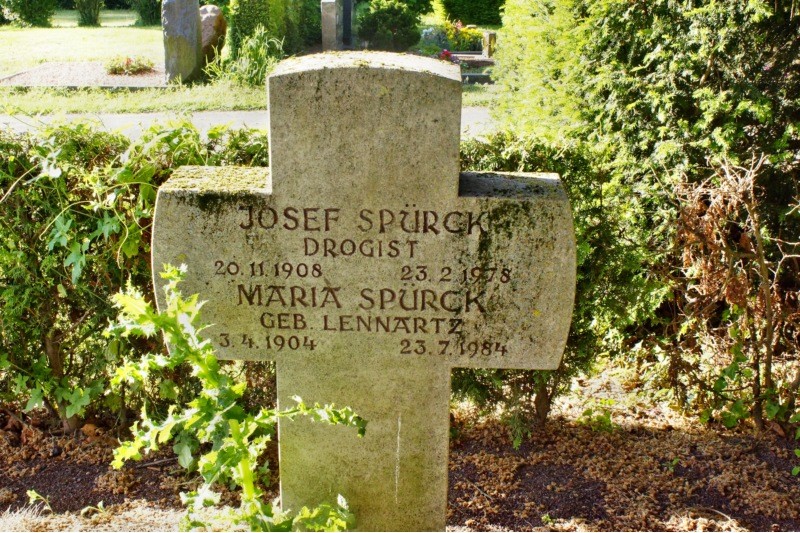 JOSEF SPÜRCK
DROGIST
20.11.1908 23.2.1978
MARIA SPÜRCK
GEB. LENNARTZ
3.4.1904 23.7.1984